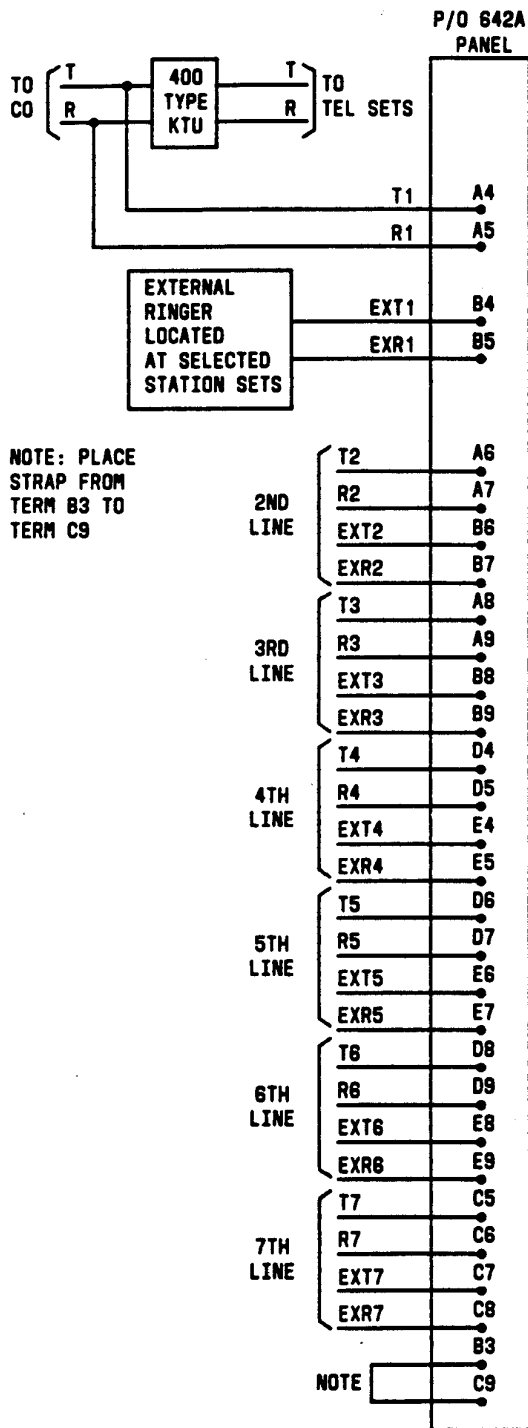 P/O 642A
PANEL
TO
CO
T
R
400
TYPE
KTU
T
R
TO
TEL SETS
T1 A4
R1 A5
EXTERNAL
RINGER
LOCATED
AT SELECTED
STATION SETS
EXT1 B4
EXR1 B5
NOTE: PLACE
STRAP FROM
TERM B3 TO
TERM C9
2ND
LINE
T2 A6
R2 A7
EXT2 B6
EXR2 B7
3RD
LINE
T3 A8
R3 A9
EXT3 B8
EXR3 B9
4TH
LINE
T4 D4
R4 D5
EXT4 E4
EXR4 E5
5TH
LINE
T5 D6
R5 D7
EXT5 E6
EXR5 E7
6TH
LINE
T6 D8
R6 D9
EXT6 E8
EXR6 E9
7TH
LINE
T7 C5
R7 C6
EXT7 C7
EXR7 C8
B3
NOTE C9